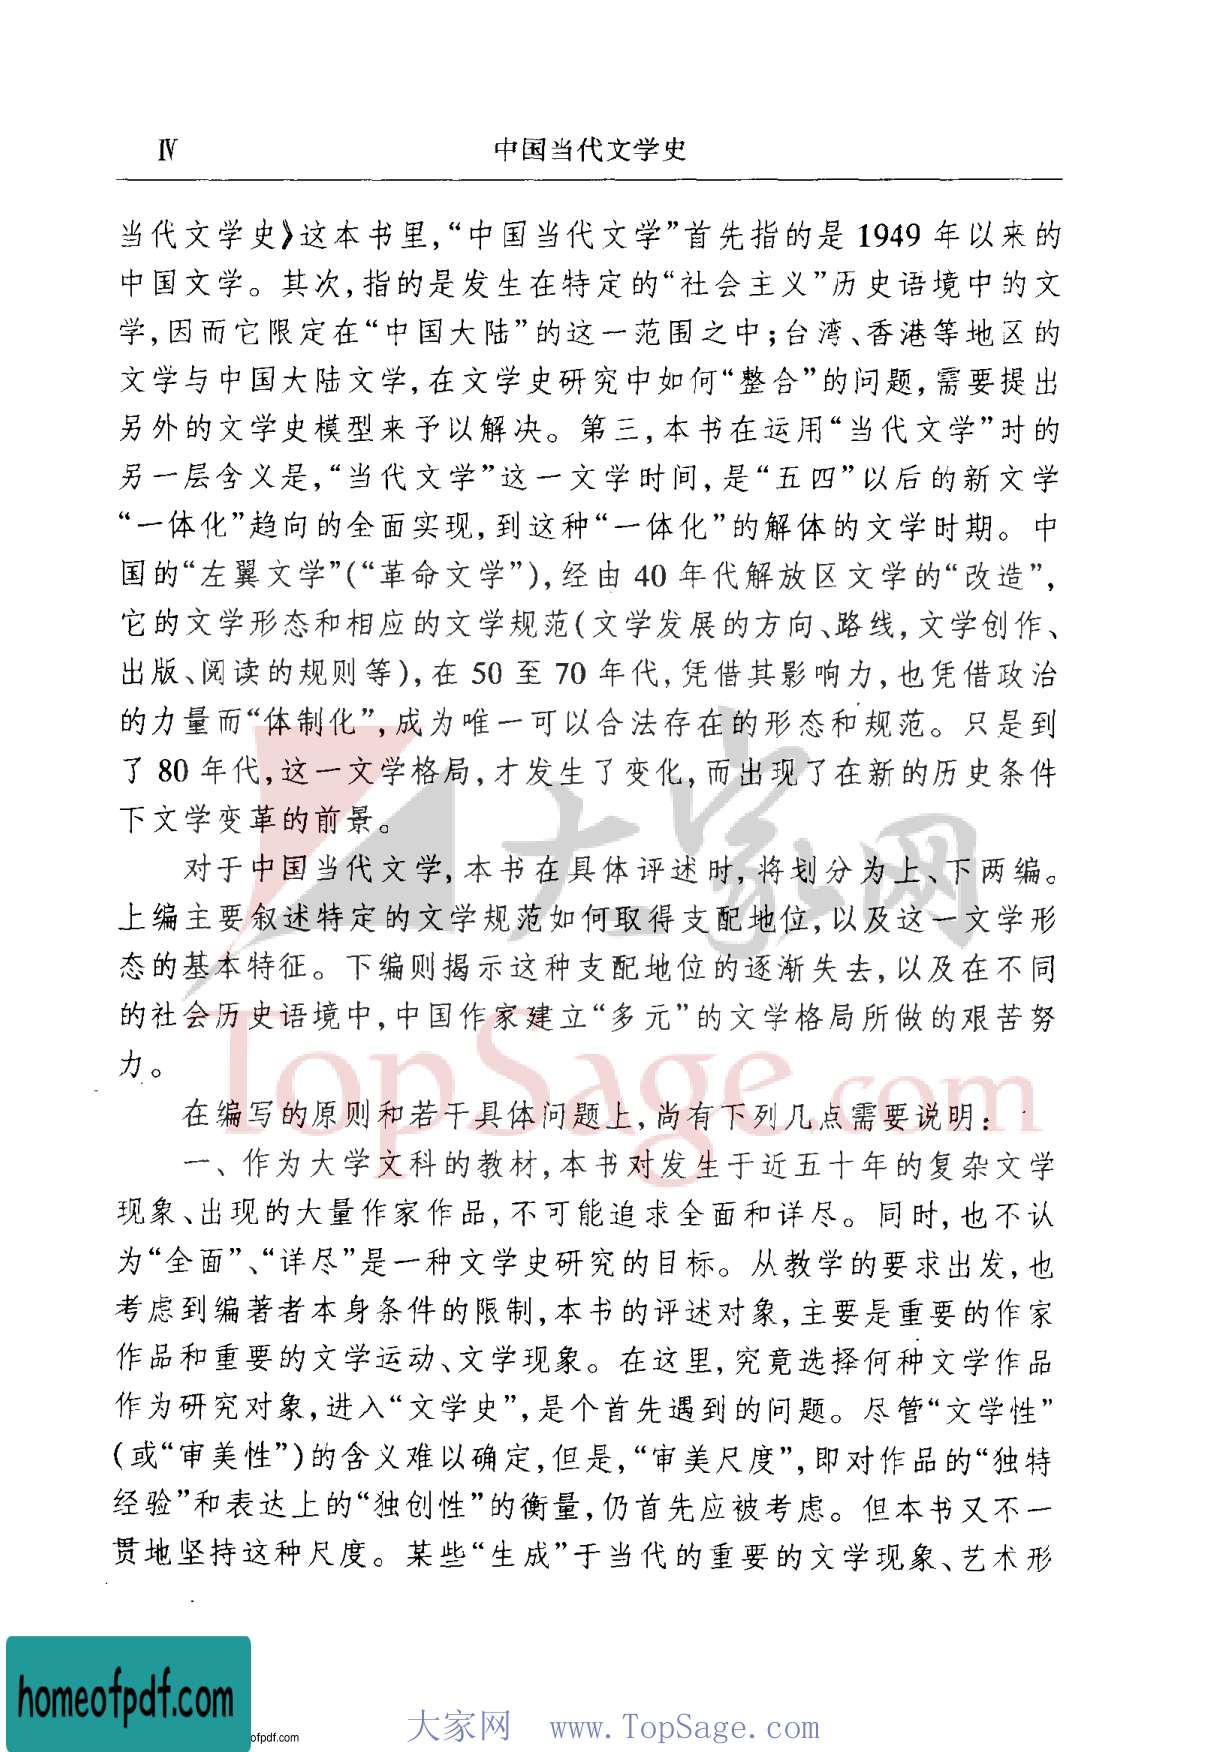 Ⅳ 中国当代文学史
当代文学史》这本书里,“中国当代文学”首先指的是 1949 年以来的
中国文学。其次,指的是发生在特定的“社会主义”历史语境中的文
学,因而它限定在“中国大陆”的这一范围之中;台湾、香港等地区的
文学与中国大陆文学,在文学史研究中如何“整合”的问题,需要提出
另外的文学史模型来予以解决。第三,本书在运用“当代文学”时的
另一层含义是,“当代文学”这一文学时间,是“五四”以后的新文学
“一体化”趋向的全面实现,到这种“一体化”的解体的文学时期。中
国的“左翼文学”(“革命文学”),经由 40 年代解放区文学的“改造”,
它的文学形态和相应的文学规范(文学发展的方向、路线,文学创作、
出版、阅读的规则等),在 50 至 70 年代,凭借其影响力,也凭借政治
的力量而“体制化”,成为唯一可以合法存在的形态和规范。只是到
了 80 年代,这一文学格局,才发生了变化,而出现了在新的历史条件
下文学变革的前景。
对于中国当代文学,本书在具体评述时,将划分为上、下两编。
上编主要叙述特定的文学规范如何取得支配地位,以及这一文学形
态的基本特征。下编则揭示这种支配地位的逐渐失去,以及在不同
的社会历史语境中,中国作家建立“多元”的文学格局所做的艰苦努
力。
在编写的原则和若干具体问题上,尚有下列几点需要说明:
一、作为大学文科的教材,本书对发生于近五十年的复杂文学
现象、出现的大量作家作品,不可能追求全面和详尽。同时,也不认
为“全面”、“详尽”是一种文学史研究的目标。从教学的要求出发,也
考虑到编著者本身条件的限制,本书的评述对象,主要是重要的作家
作品和重要的文学运动、文学现象。在这里,究竟选择何种文学作品
作为研究对象,进入“文学史”,是个首先遇到的问题。尽管“文学性”
(或“审美性”)的含义难以确定,但是,“审美尺度”,即对作品的“独特
经验”和表达上的“独创性”的衡量,仍首先应被考虑。但本书又不一
贯地坚持这种尺度。某些“生成”于当代的重要的文学现象、艺术形
大家网
TopSage.com
homeofpdf.com
ofpdf.com
大家网 www.TopSage.com